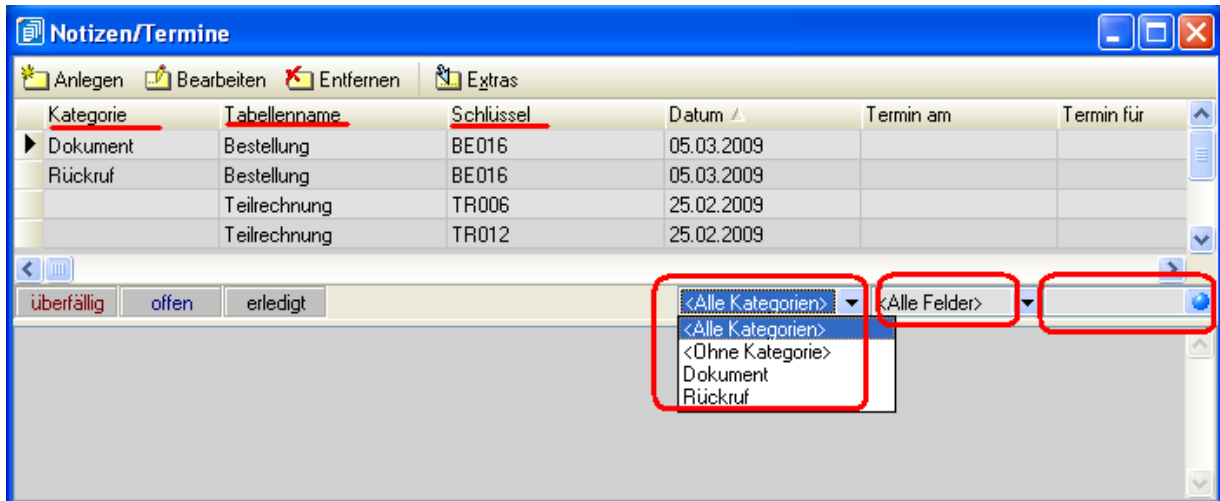 Notizen/Termine
Anlegen Bearbeiten Entfernen Extras
Kategorie Tabellenname Schlüssel Datum Termin am Termin für
Dokument Bestellung BE016 05.03.2009
Rückruf Bestellung BE016 05.03.2009
Teilrechnung TR006 25.02.2009
Teilrechnung TR012 25.02.2009
überfällig offen erledigt <Alle Kategorien> <Alle Felder>
<Alle Kategorien>
<Ohne Kategorie>
Dokument
Rückruf